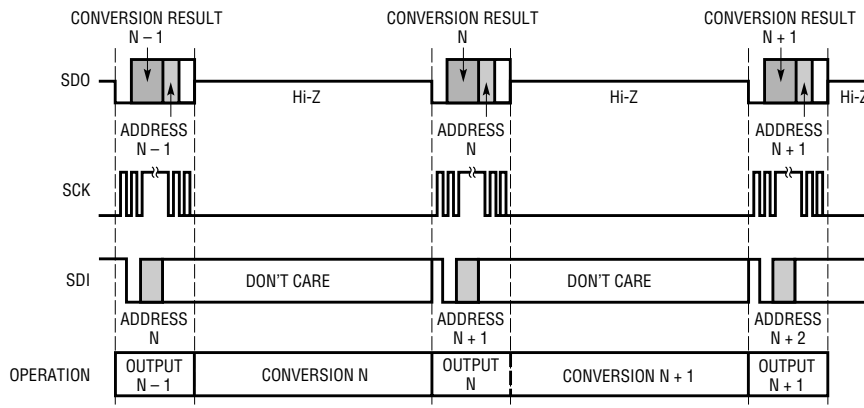 CONVERSION RESULT
N – 1
CONVERSION RESULT
N
CONVERSION RESULT
N + 1
SDO
Hi-Z
Hi-Z
Hi-Z
ADDRESS
N – 1
ADDRESS
N
ADDRESS
N + 1
SCK
SDI
DON'T CARE
DON'T CARE
ADDRESS
N
ADDRESS
N + 1
ADDRESS
N + 2
OPERATION
OUTPUT
N – 1
CONVERSION N
OUTPUT
N
CONVERSION N + 1
OUTPUT
N + 1